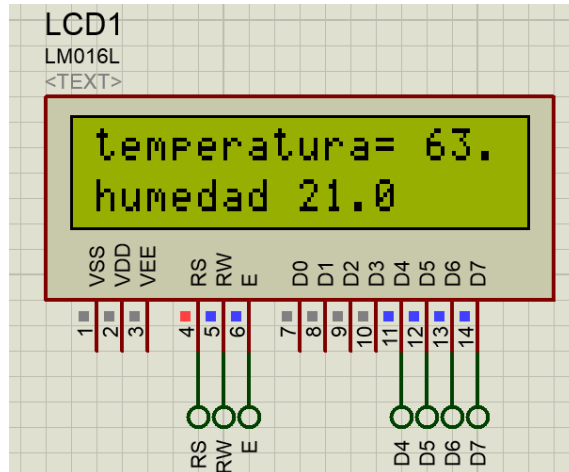 LCD1
LM016L
<TEXT>
temperatura= 63.
humedad 21.0
VSS VDD VEE RS RW E D0 D1 D2 D3 D4 D5 D6 D7
1 2 3 4 5 6 7 8 9 10 11 12 13 14
RS RW E D4 D5 D6 D7